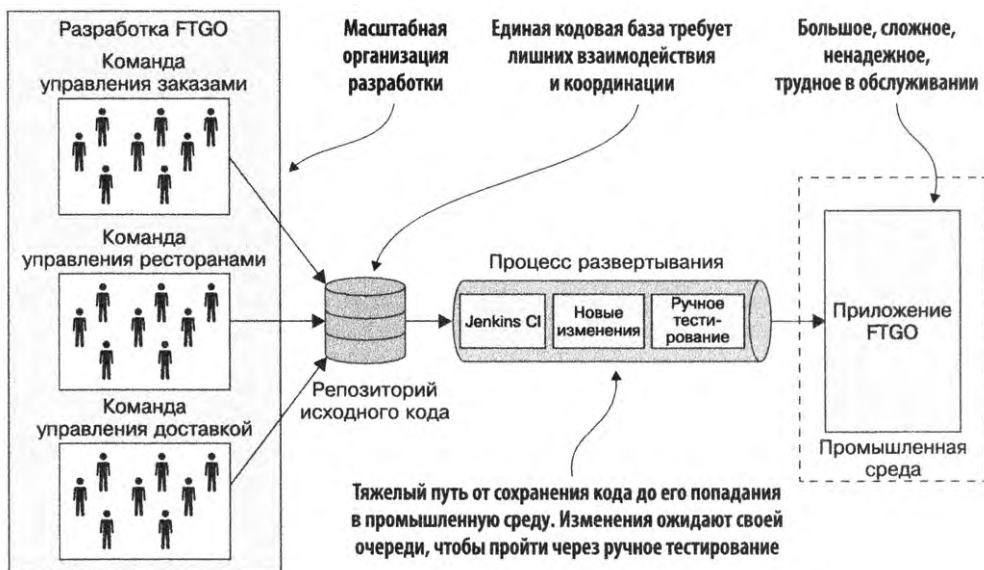 Разработка FTGO
Команда
управления заказами
Команда
управления ресторанами
Команда
управления доставкой
Масштабная
организация
разработки
Единая кодовая база требует
лишних взаимодействия
и координации
Большое, сложное,
ненадежное,
трудное в обслуживании
Репозиторий
исходного кода
Процесс развертывания
Jenkins CI
Новые
изменения
Ручное
тести-
рование
Приложение
FTGO
Промышленная
среда
Тяжелый путь от сохранения кода до его попадания
в промышленную среду. Изменения ожидают своей
очереди, чтобы пройти через ручное тестирование